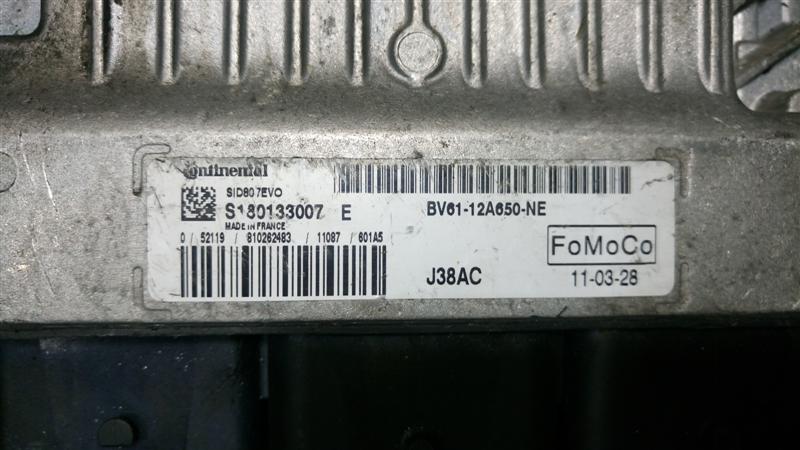 Continental
SID807EVO
S180133007 E
MADE IN FRANCE
0 / 52119 / 810262483 / 11087 / 601A5
BV61-12A650-NE
J38AC
FoMoCo
11-03-28